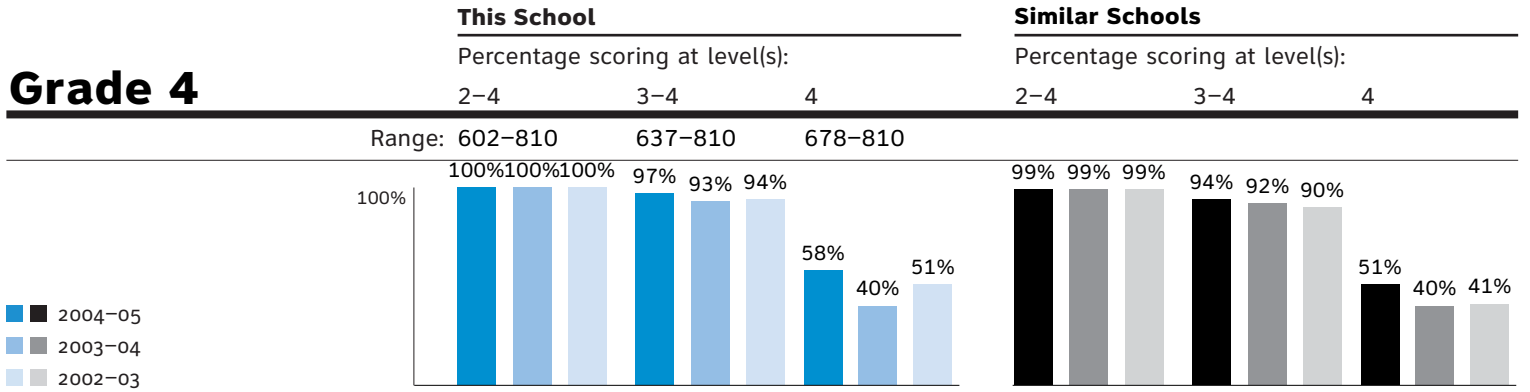 This School Similar Schools
Percentage scoring at level(s): Percentage scoring at level(s):
Grade 4
2–4 3–4 4 2–4 3–4 4
Range: 602–810 637–810 678–810
100% 100% 100% 97% 93% 94% 58% 40% 51% 99% 99% 99% 94% 92% 90% 51% 40% 41%
100%
2004–05
2003–04
2002–03